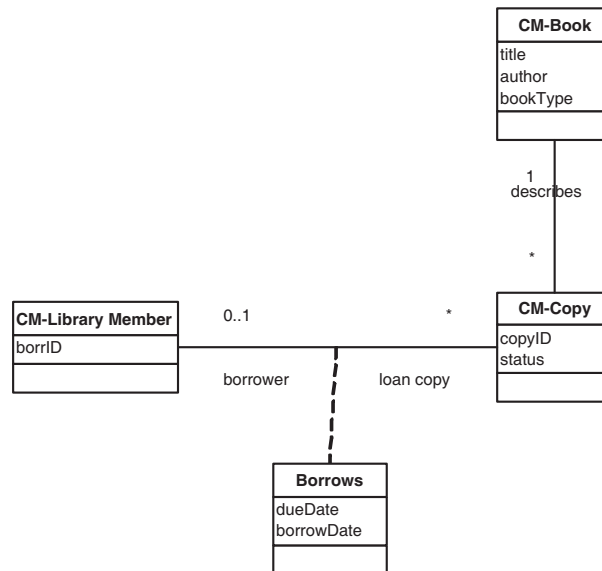 CM-Book
title
author
bookType
1
describes
*
CM-Library Member
borrID
0..1
*
borrower
loan copy
CM-Copy
copyID
status
Borrows
dueDate
borrowDate